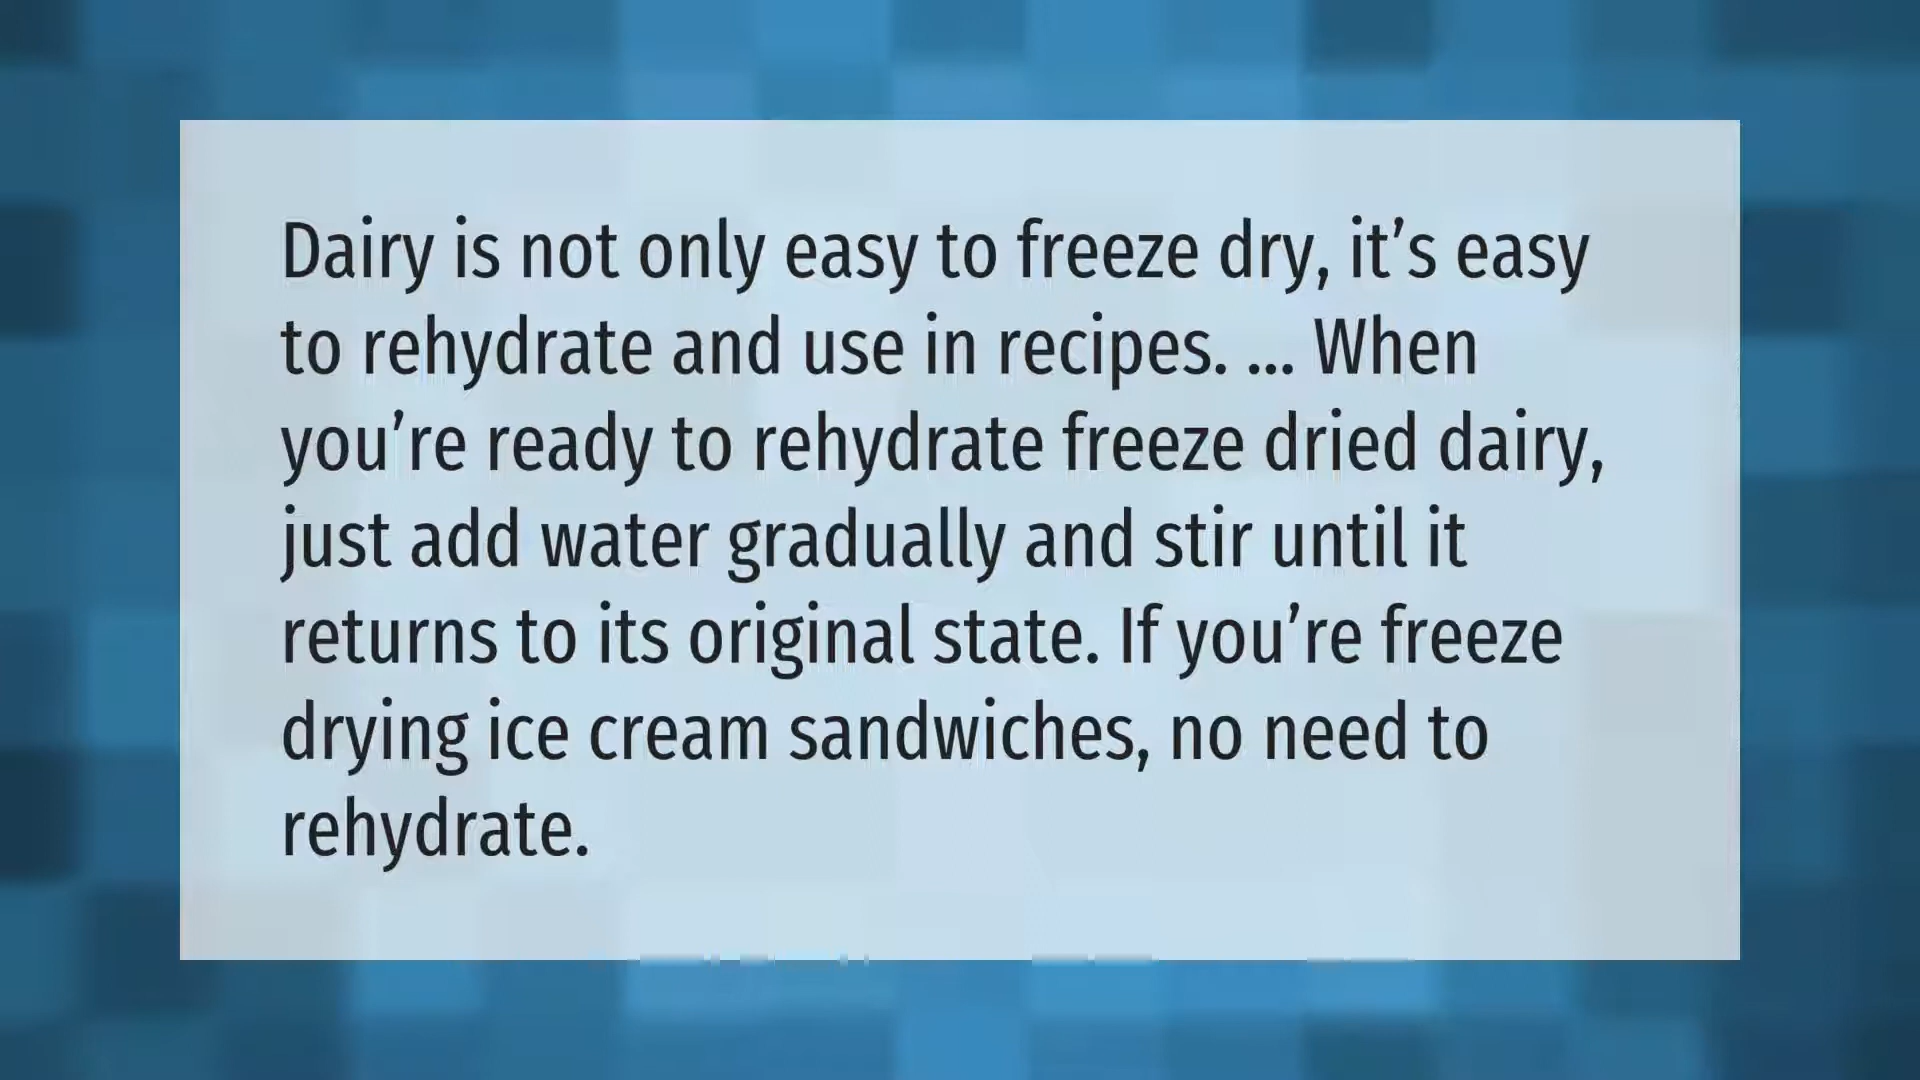 Dairy is not only easy to freeze dry, it’s easy
to rehydrate and use in recipes. ... When
you’re ready to rehydrate freeze dried dairy,
just add water gradually and stir until it
returns to its original state. If you’re freeze
drying ice cream sandwiches, no need to
rehydrate.